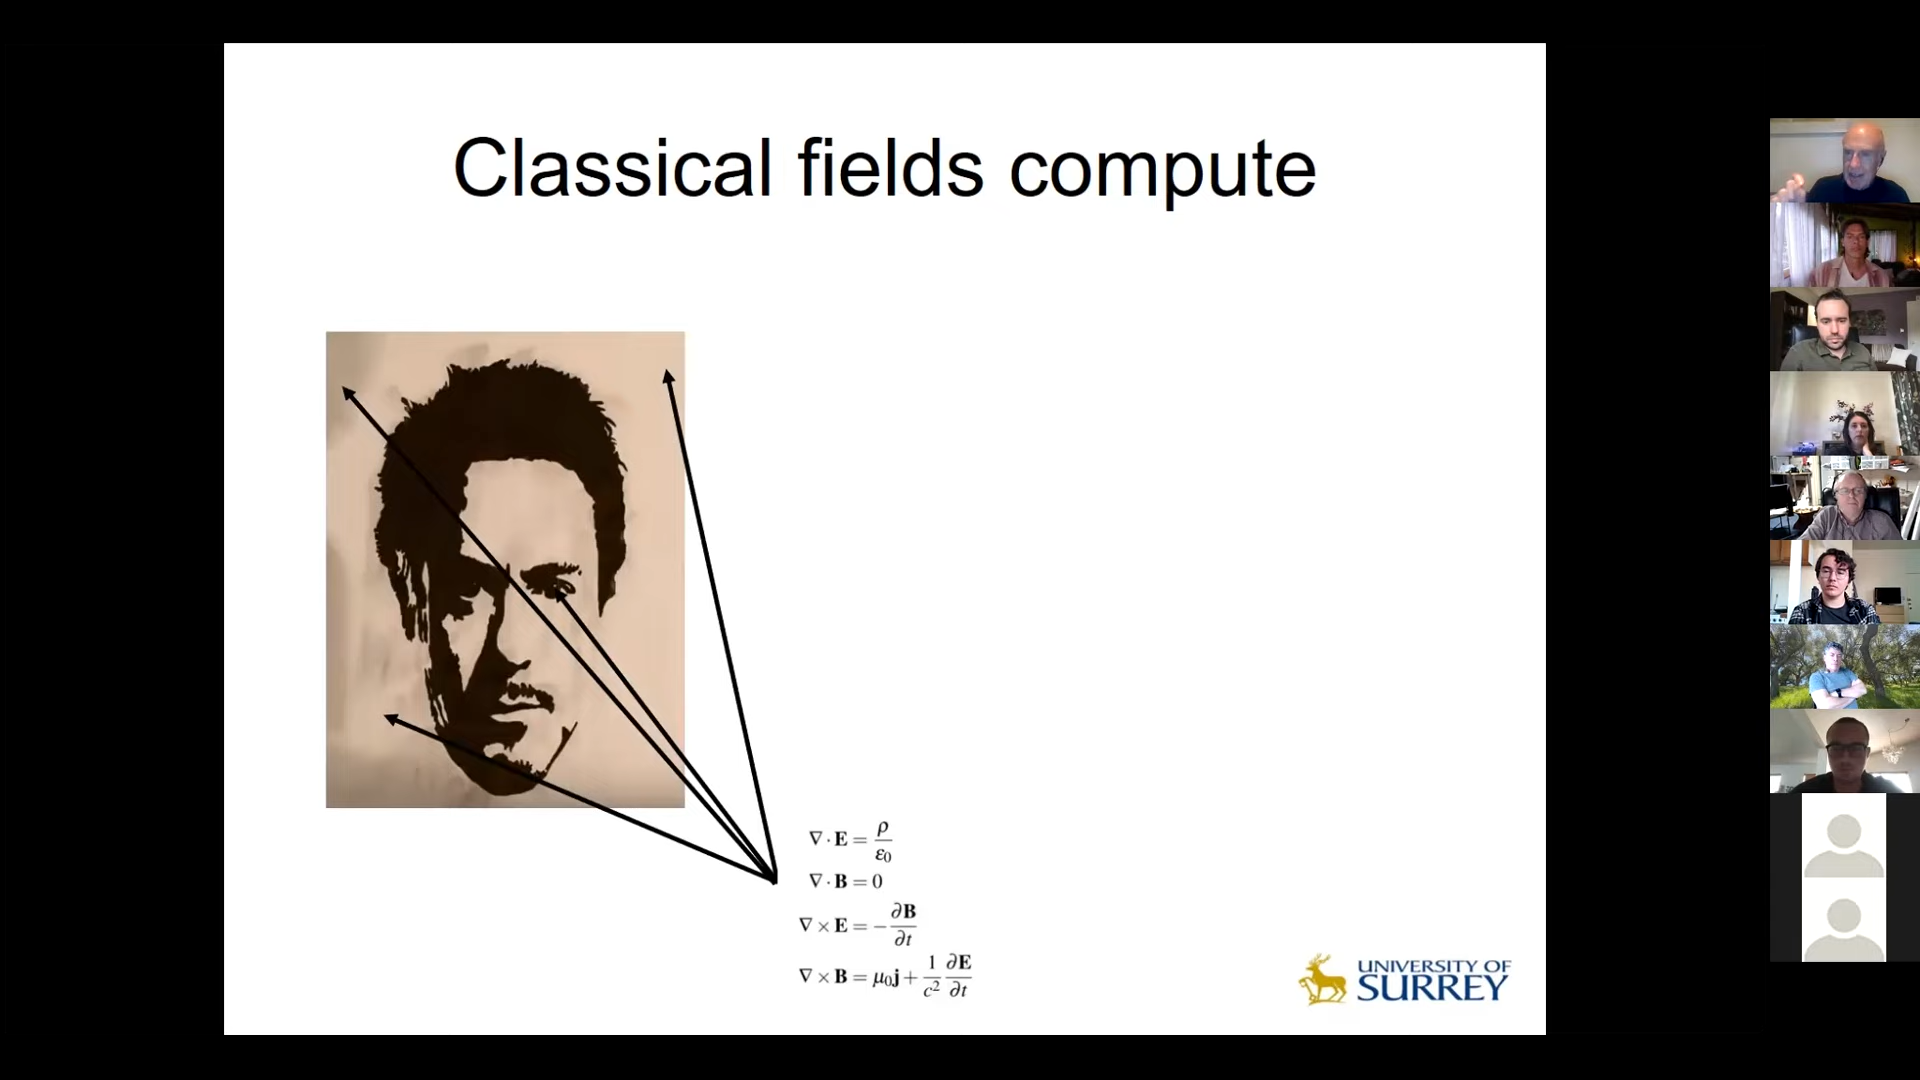 Classical fields compute
∇ · E = ρ/ε₀
∇ · B = 0
∇ × E = −∂B/∂t
∇ × B = μ₀j + 1/c² ∂E/∂t
UNIVERSITY OF
SURREY